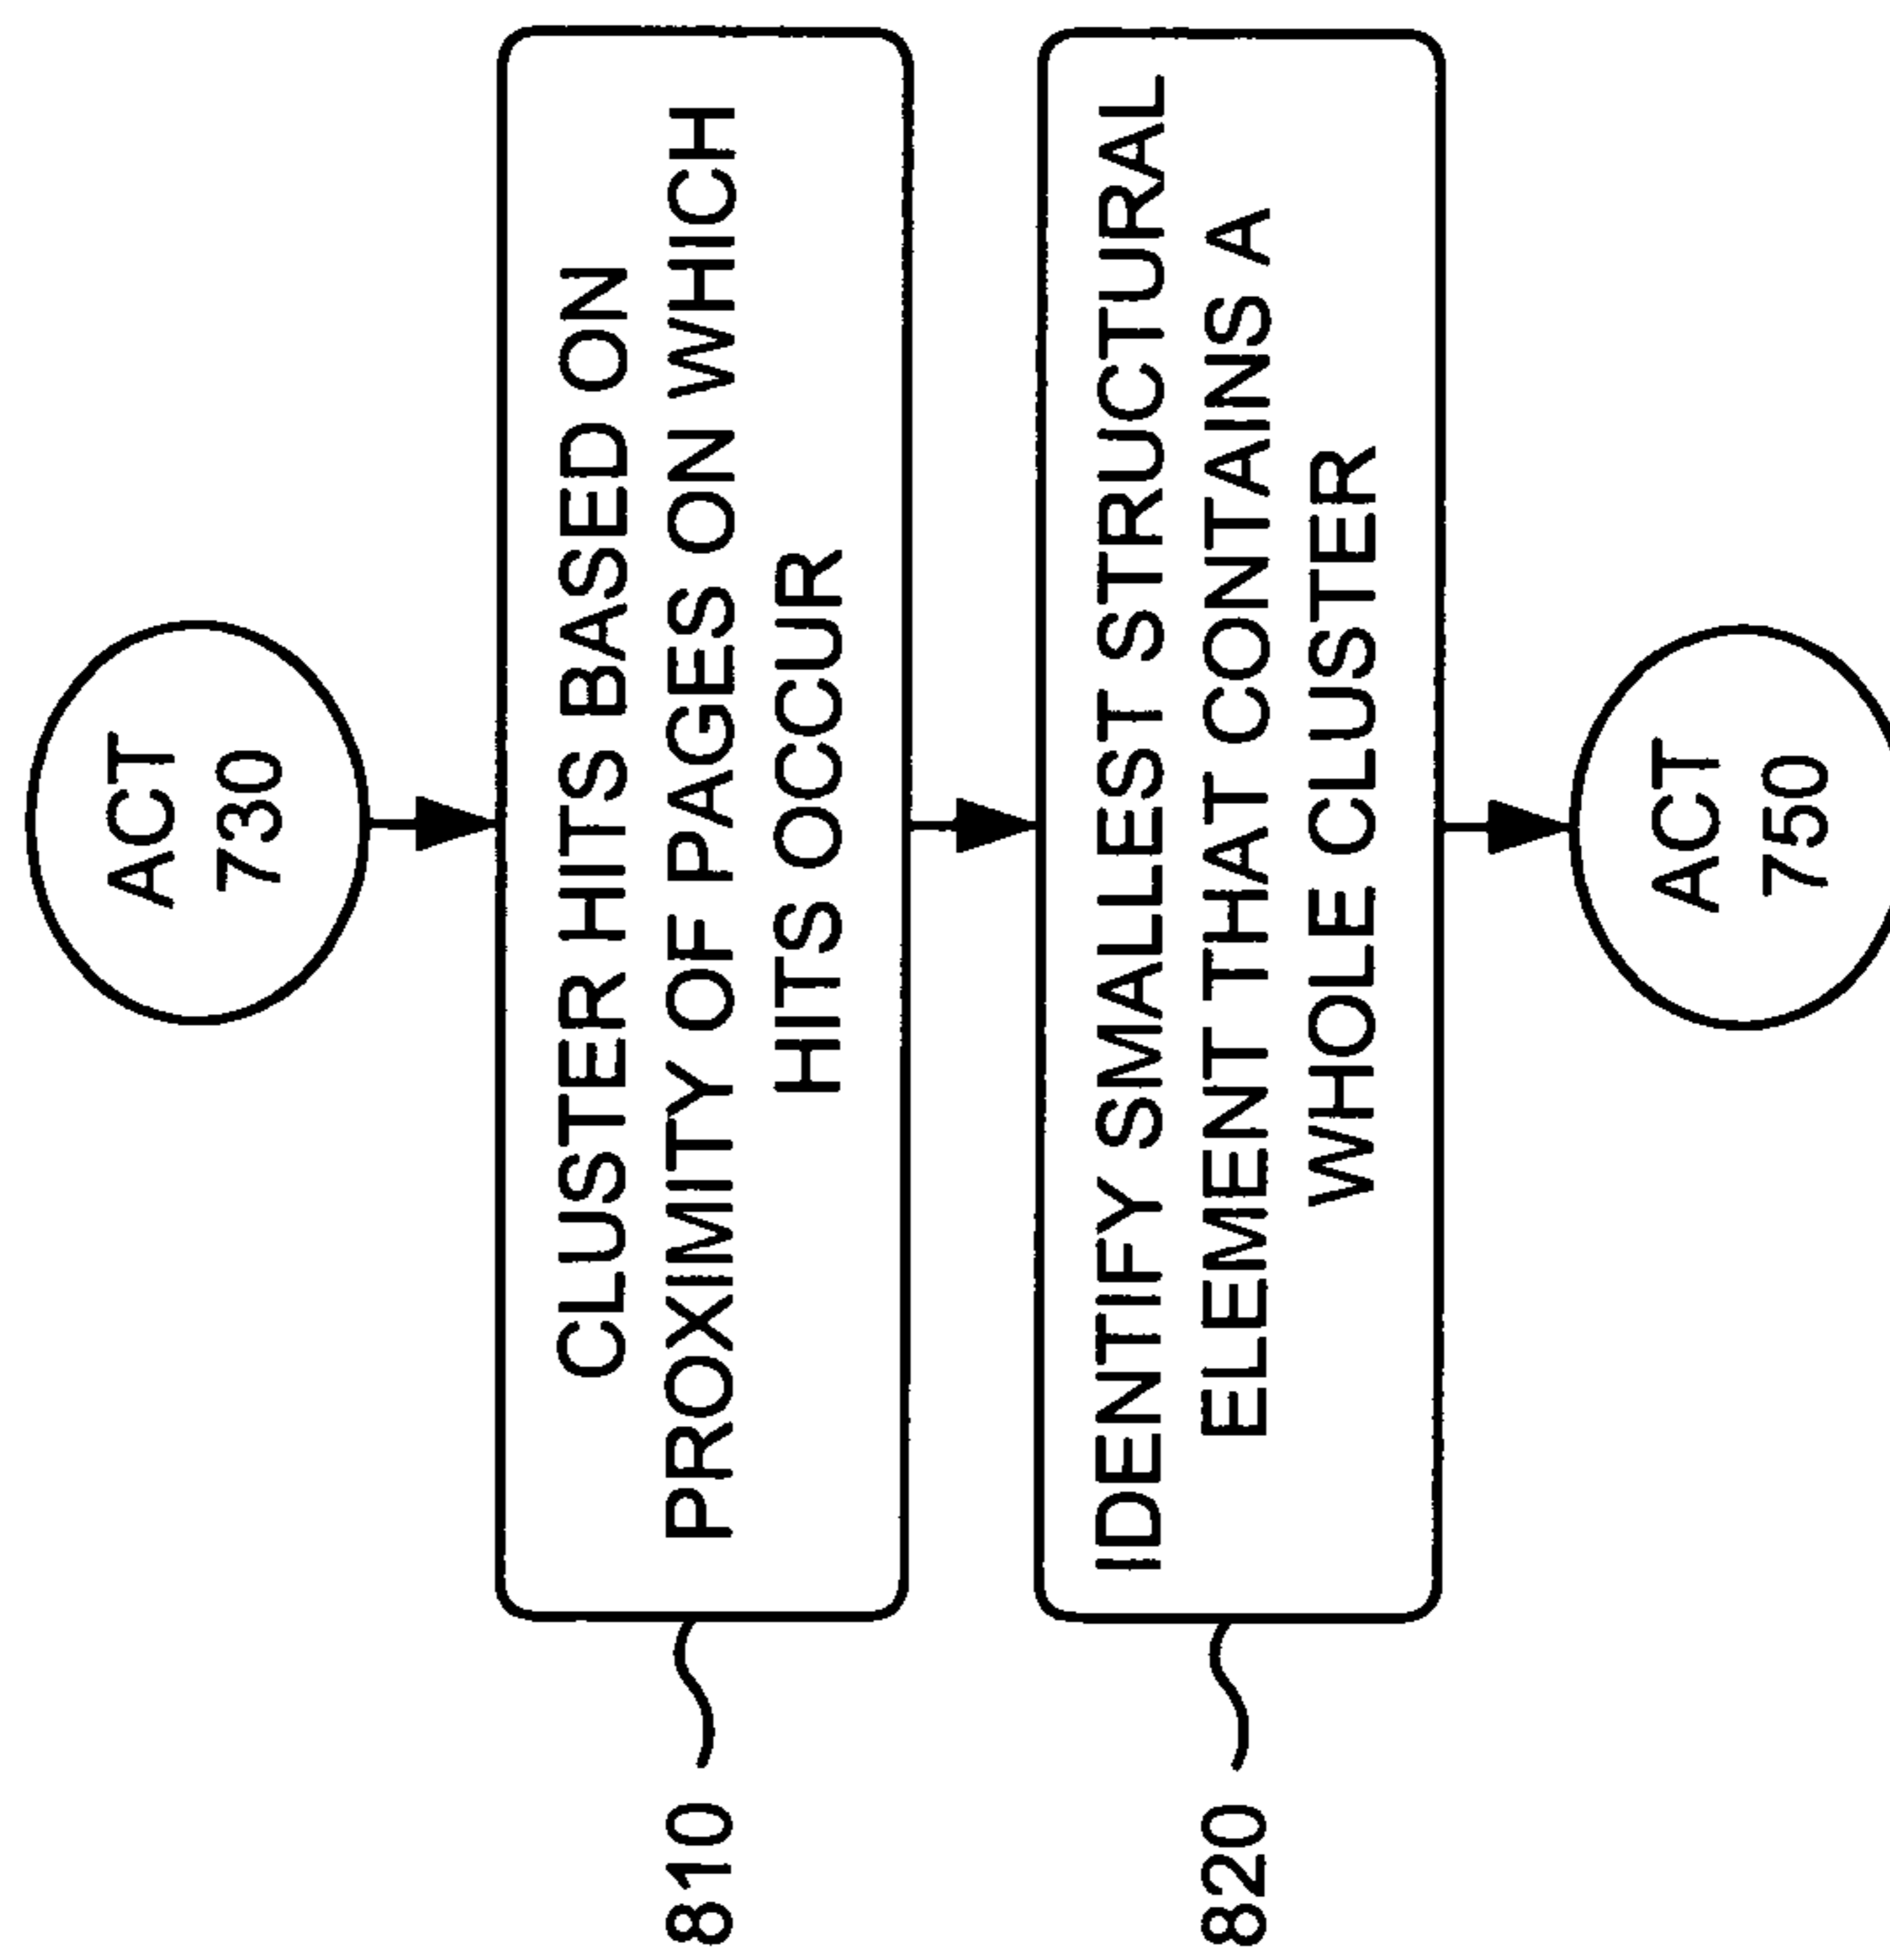 ACT
730
810
CLUSTER HITS BASED ON
PROXIMITY OF PAGES ON WHICH
HITS OCCUR
820
IDENTIFY SMALLEST STRUCTURAL
ELEMENT THAT CONTAINS A
WHOLE CLUSTER
ACT
750